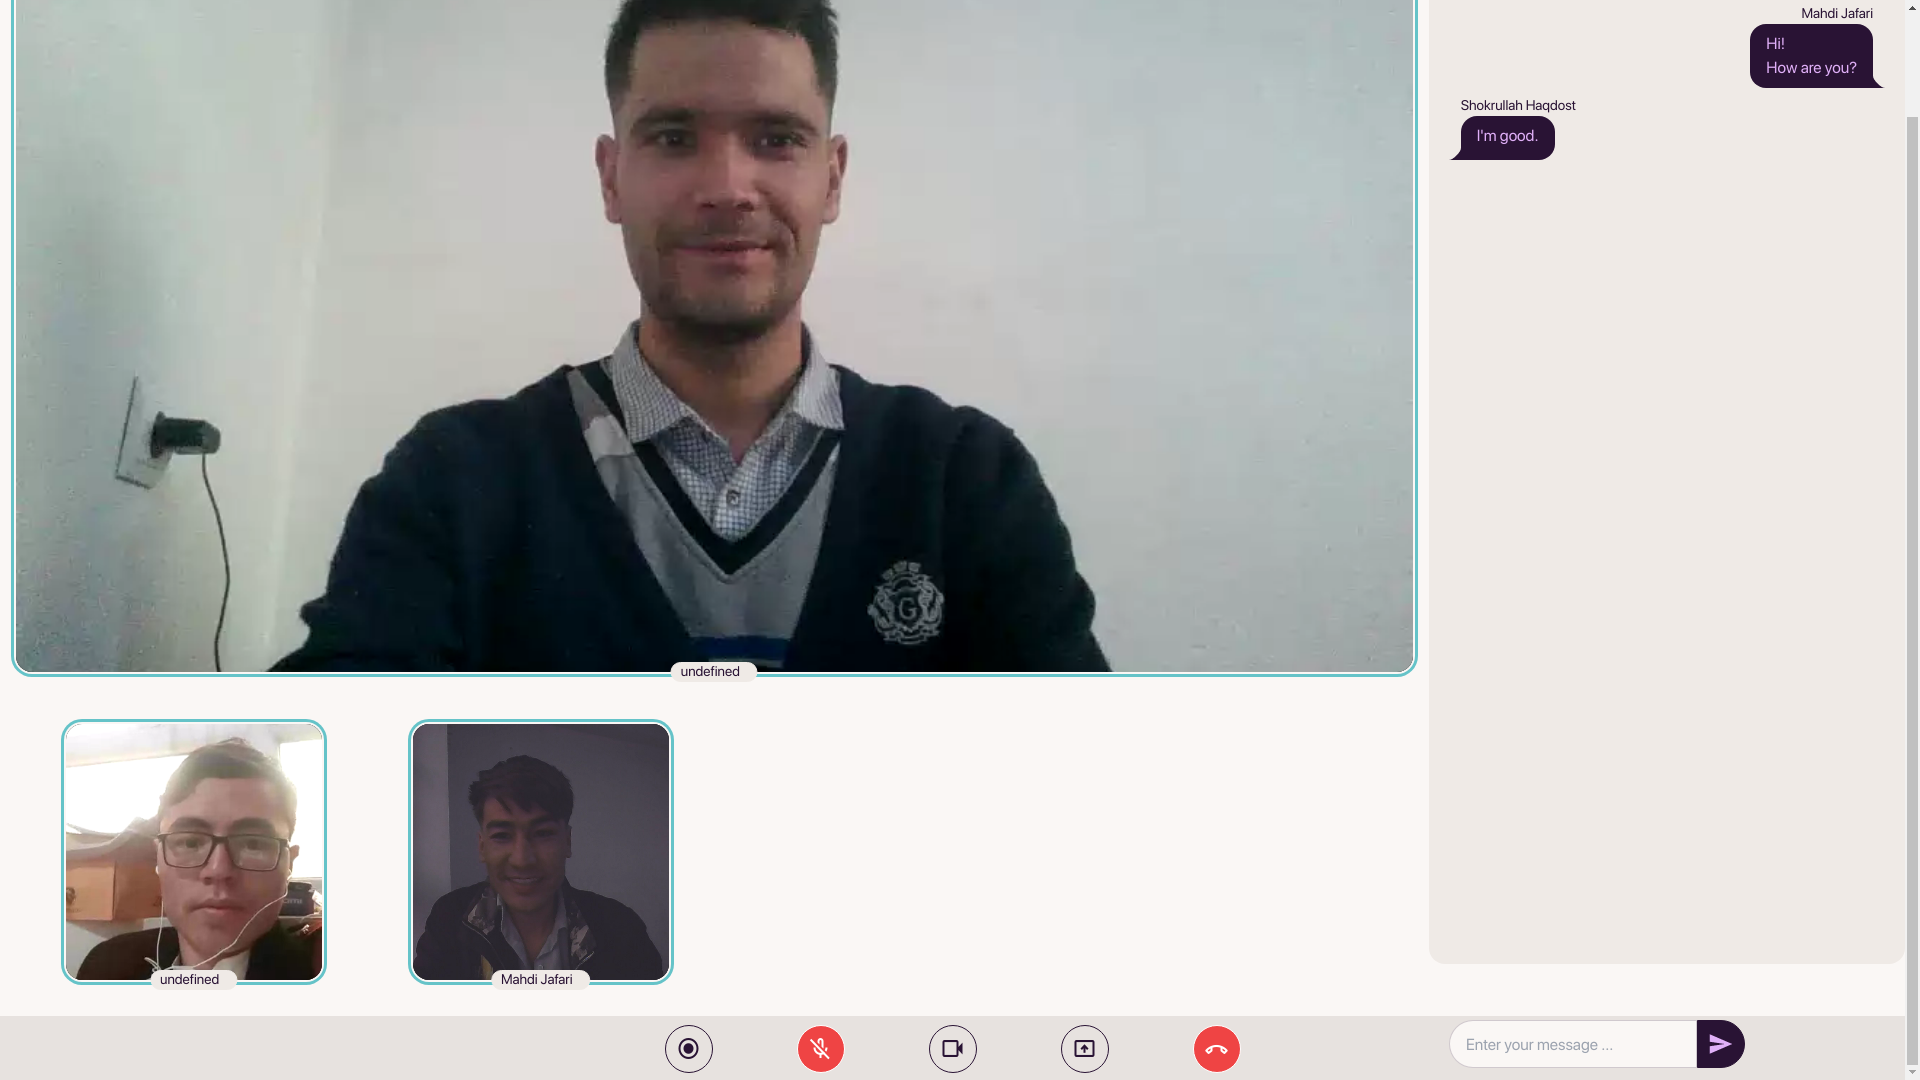 Mahdi Jafari
Hi!
How are you?
Shokrullah Haqdost
I'm good.
G
undefined
undefined
Mahdi Jafari
Enter your message ...